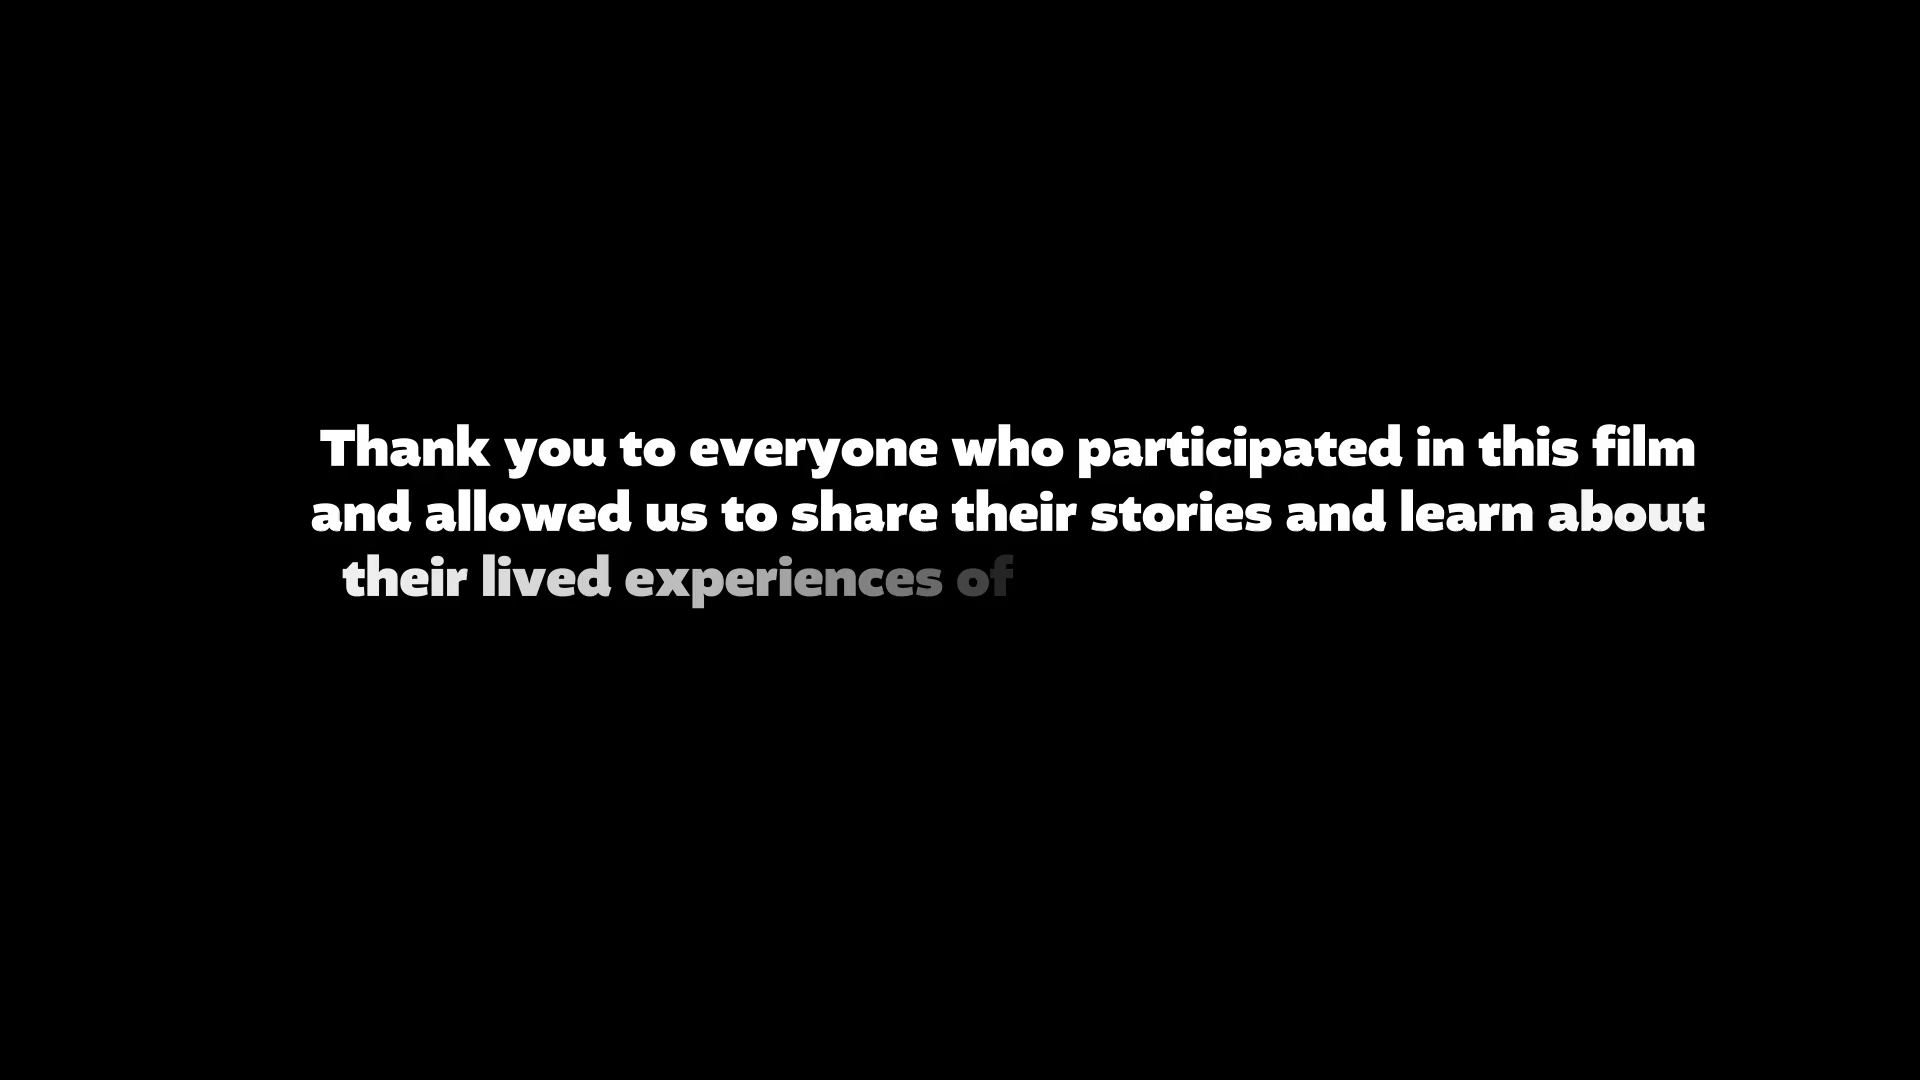 Thank you to everyone who participated in this film
and allowed us to share their stories and learn about
their lived experiences of